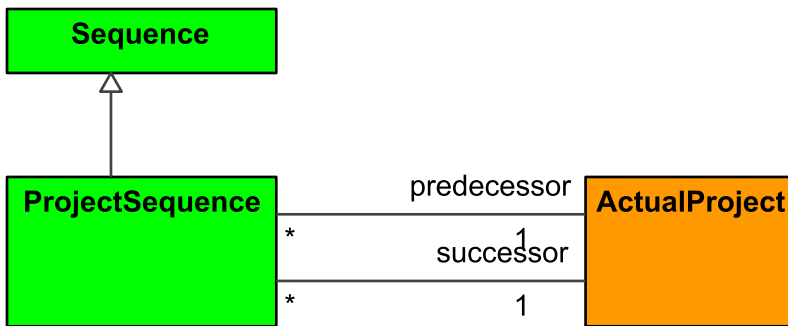 Sequence
ProjectSequence
predecessor
ActualProject
* 1
successor
* 1